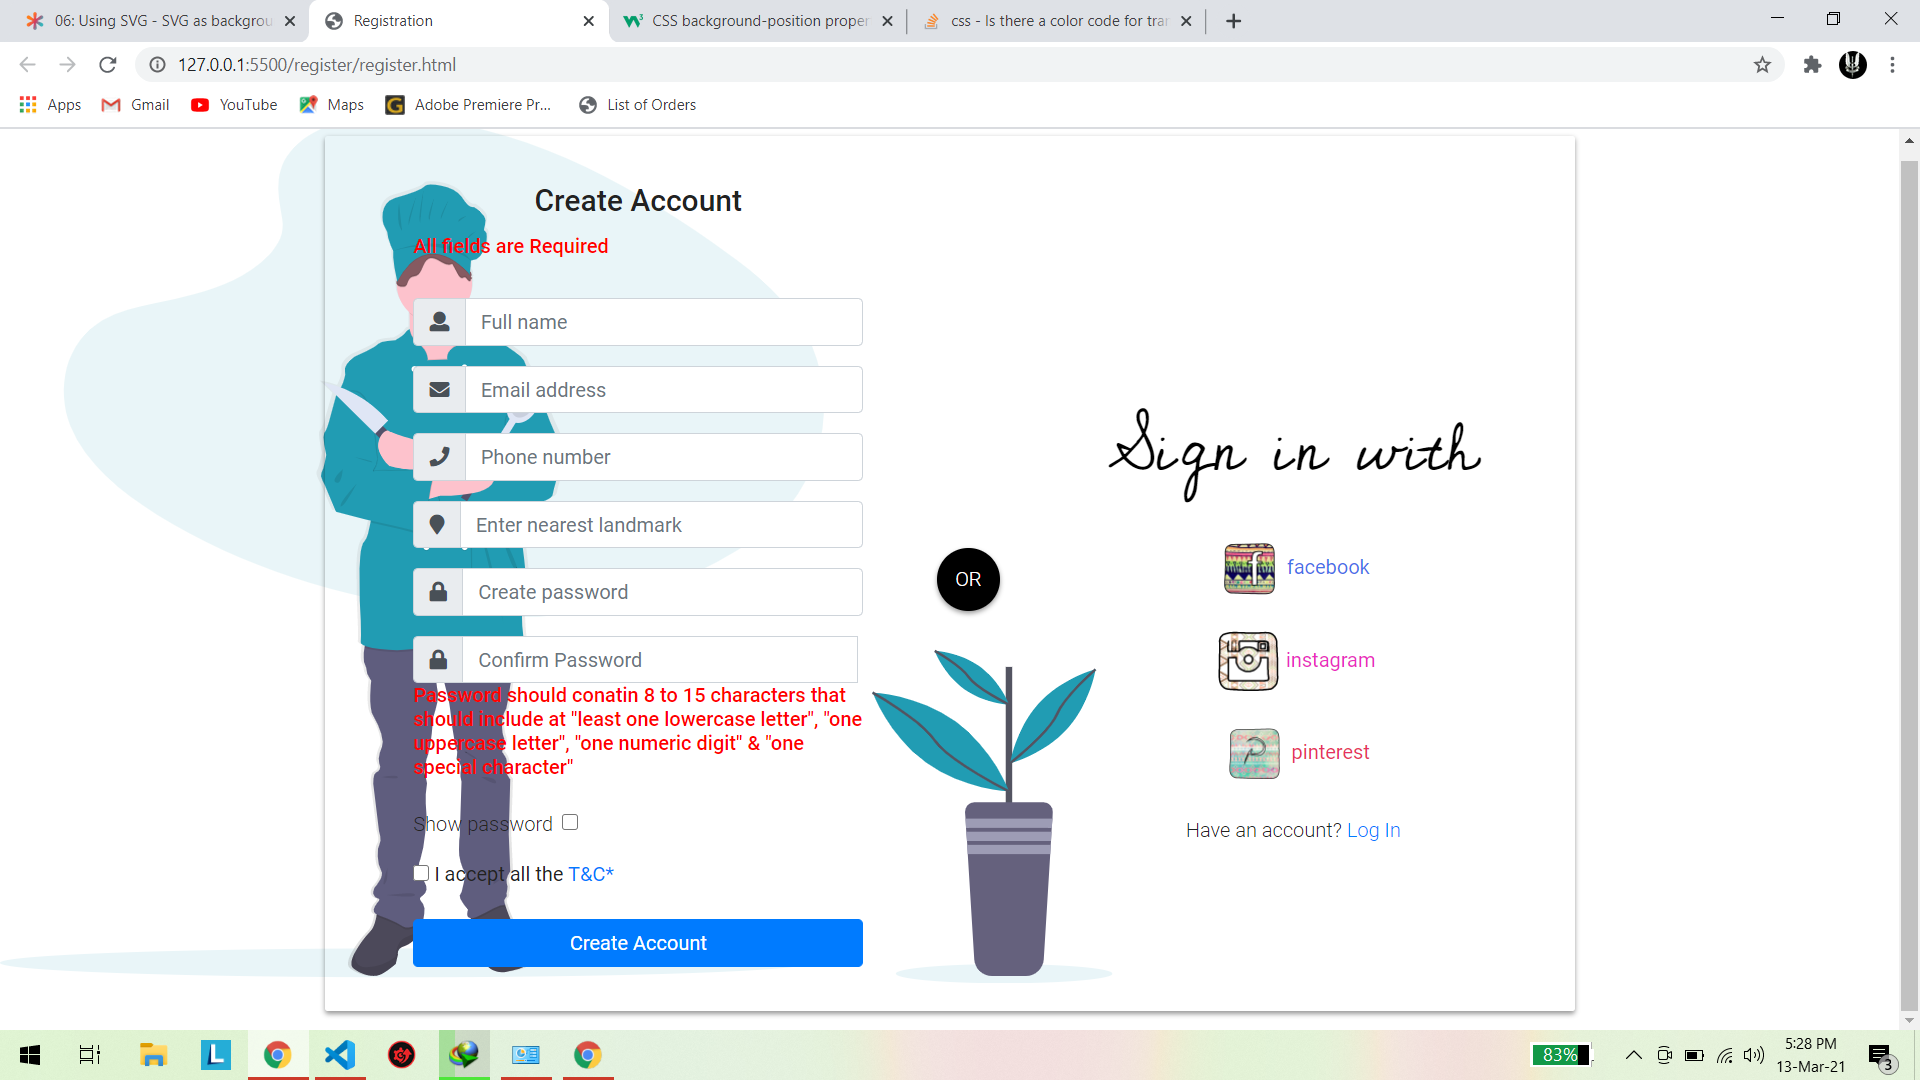 06: Using SVG - SVG as backgrou
Registration
CSS background-position proper
css - Is there a color code for tran
127.0.0.1:5500/register/register.html
Apps
Gmail
YouTube
Maps
Adobe Premiere Pr...
List of Orders
Create Account
All fields are Required
Full name
Email address
Phone number
Enter nearest landmark
Create password
Confirm Password
Password should conatin 8 to 15 characters that
should include at "least one lowercase letter", "one
uppercase letter", "one numeric digit" & "one
special character"
Show password
I accept all the T&C*
Create Account
OR
Sign in with
facebook
instagram
pinterest
Have an account? Log In
83%
5:28 PM
13-Mar-21
3